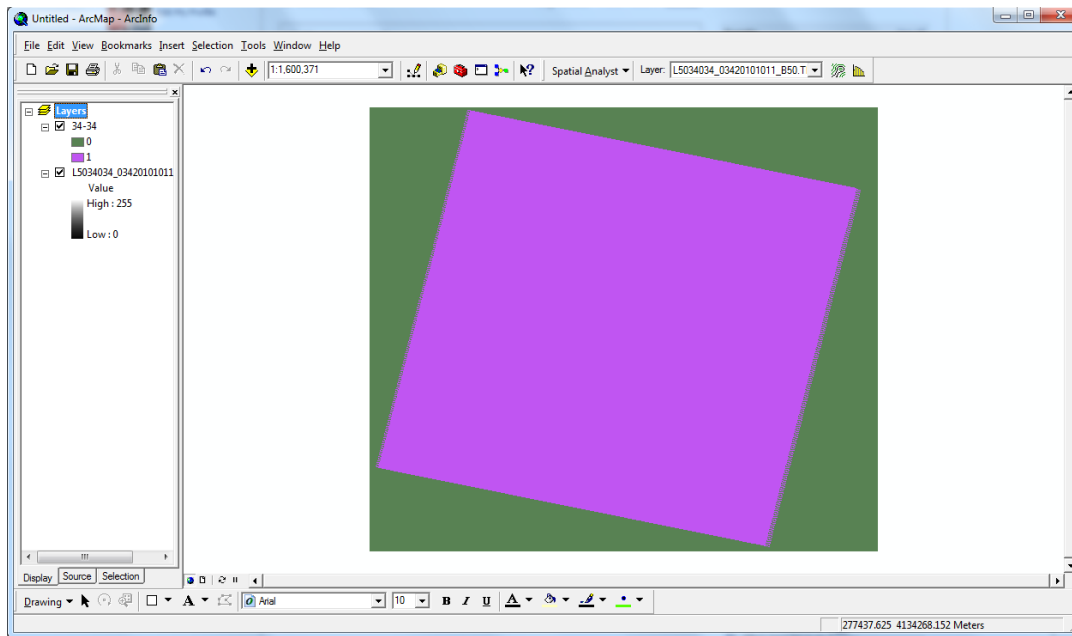 Untitled - ArcMap - ArcInfo
File Edit View Bookmarks Insert Selection Tools Window Help
1:1,600,371 Spatial Analyst Layer: L5034034_03420101011_B50.T
Layers
34-34
0
1
L5034034_03420101011
Value
High : 255
Low : 0
Display Source Selection
Drawing A Arial 10 B I U A
277437.625 4134268.152 Meters